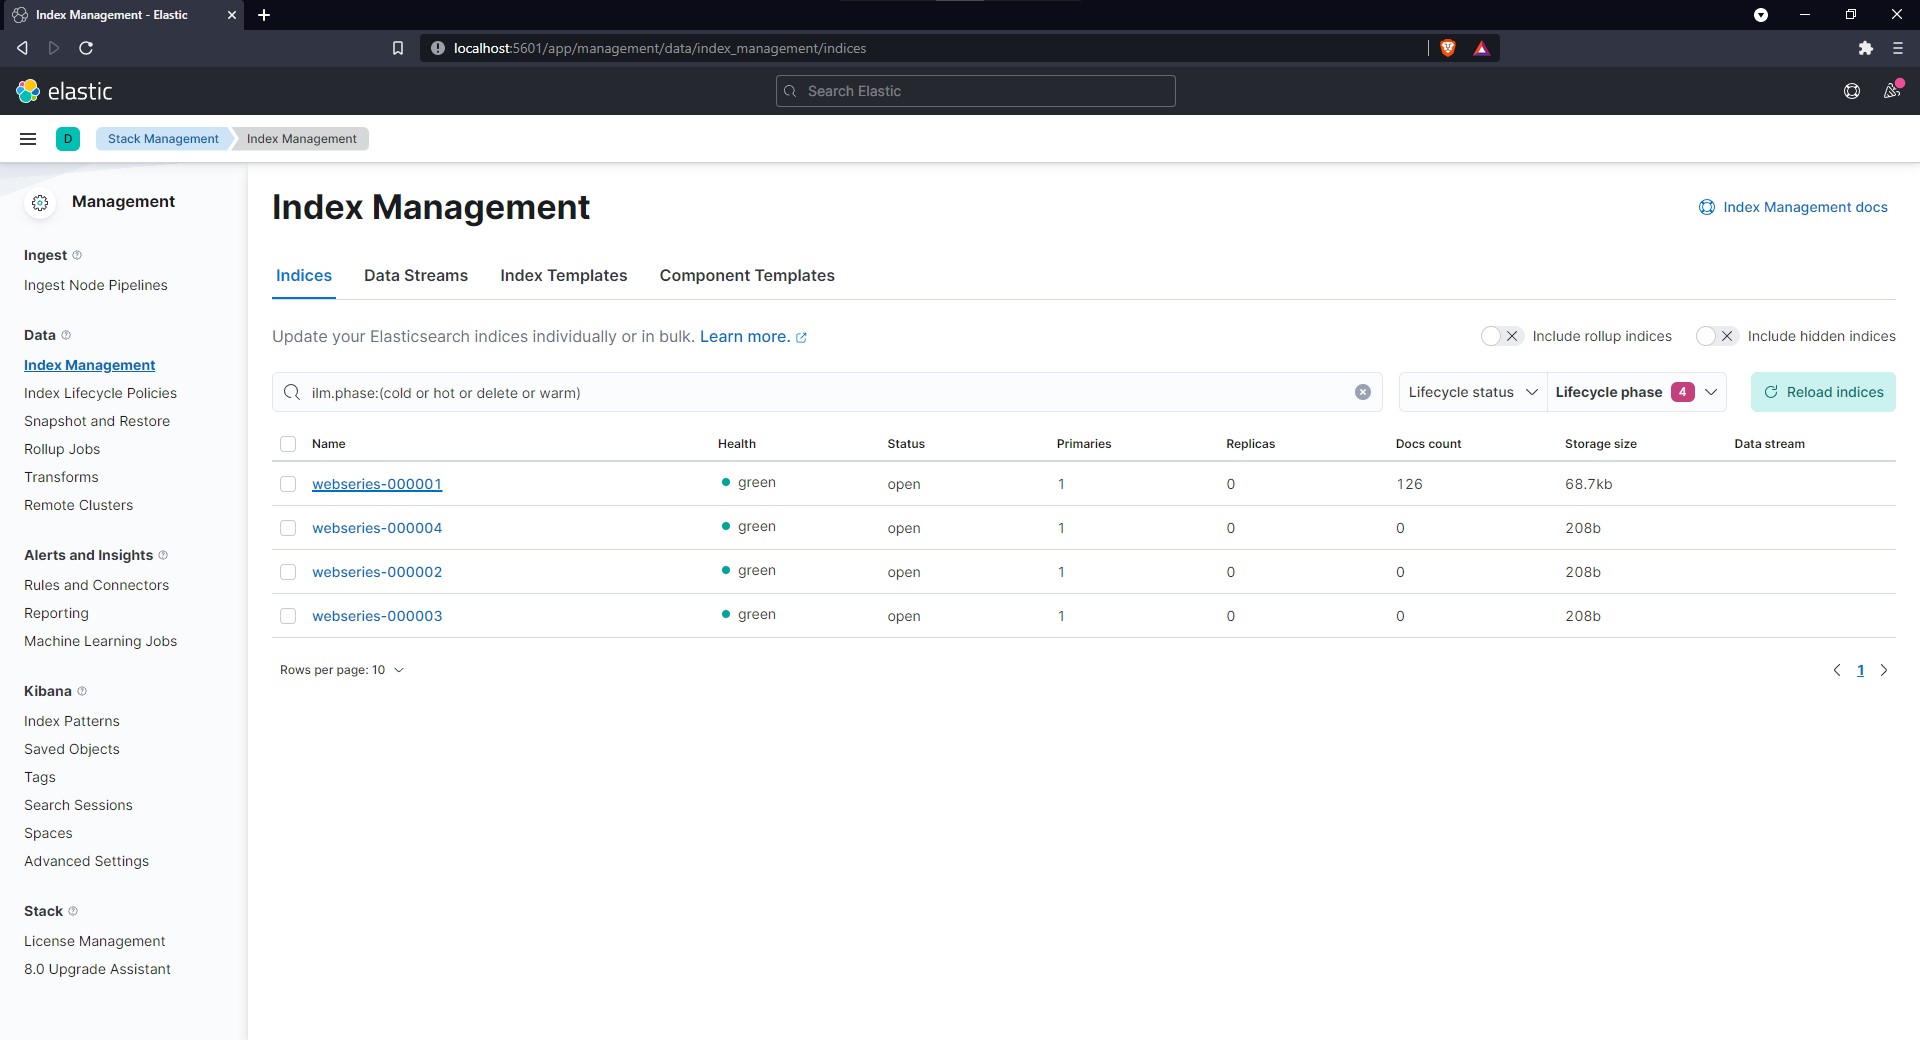 Index Management - Elastic
localhost:5601/app/management/data/index_management/indices
elastic
Search Elastic
D
Stack Management
Index Management
Management
Ingest
Ingest Node Pipelines
Data
Index Management
Index Lifecycle Policies
Snapshot and Restore
Rollup Jobs
Transforms
Remote Clusters
Alerts and Insights
Rules and Connectors
Reporting
Machine Learning Jobs
Kibana
Index Patterns
Saved Objects
Tags
Search Sessions
Spaces
Advanced Settings
Stack
License Management
8.0 Upgrade Assistant
Index Management
Index Management docs
Indices Data Streams Index Templates Component Templates
Update your Elasticsearch indices individually or in bulk. Learn more.
Include rollup indices
Include hidden indices
ilm.phase:(cold or hot or delete or warm)
Lifecycle status
Lifecycle phase 4
Reload indices
Name Health Status Primaries Replicas Docs count Storage size Data stream
webseries-000001 green open 1 0 126 68.7kb
webseries-000004 green open 1 0 0 208b
webseries-000002 green open 1 0 0 208b
webseries-000003 green open 1 0 0 208b
Rows per page: 10
1